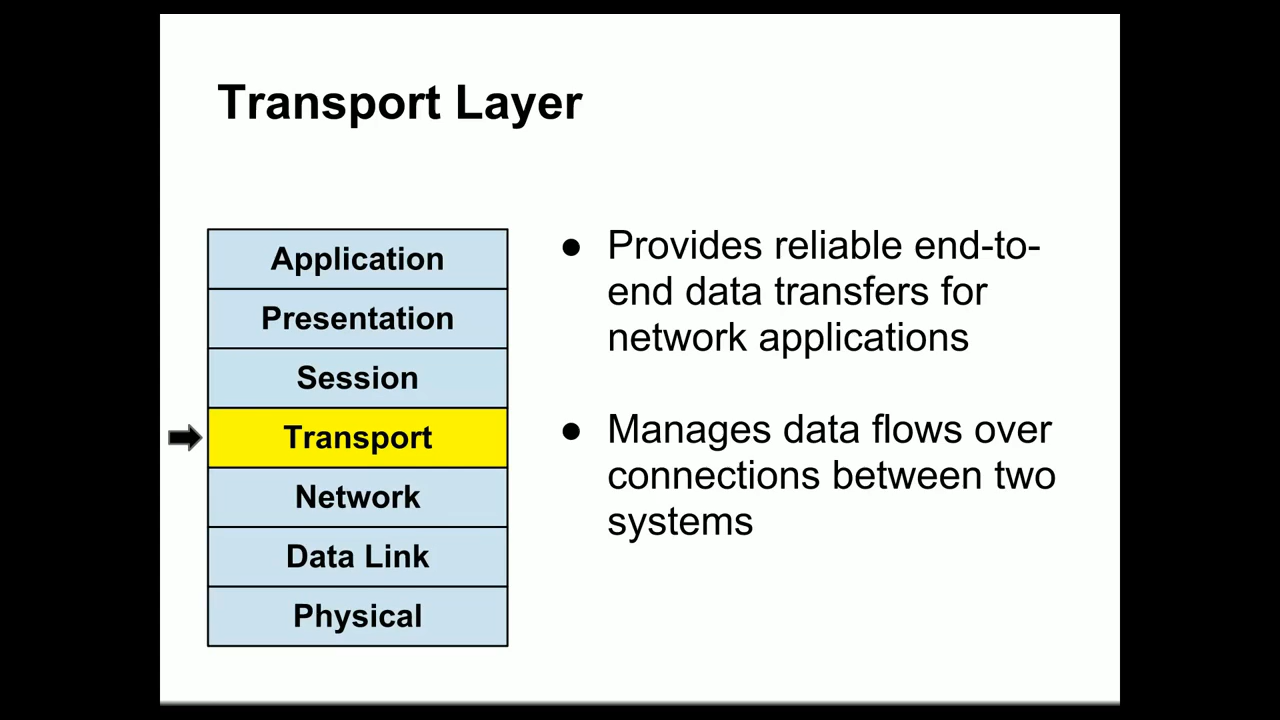 Transport Layer
Application
Presentation
Session
Transport
Network
Data Link
Physical
● Provides reliable end-to-
end data transfers for
network applications
● Manages data flows over
connections between two
systems